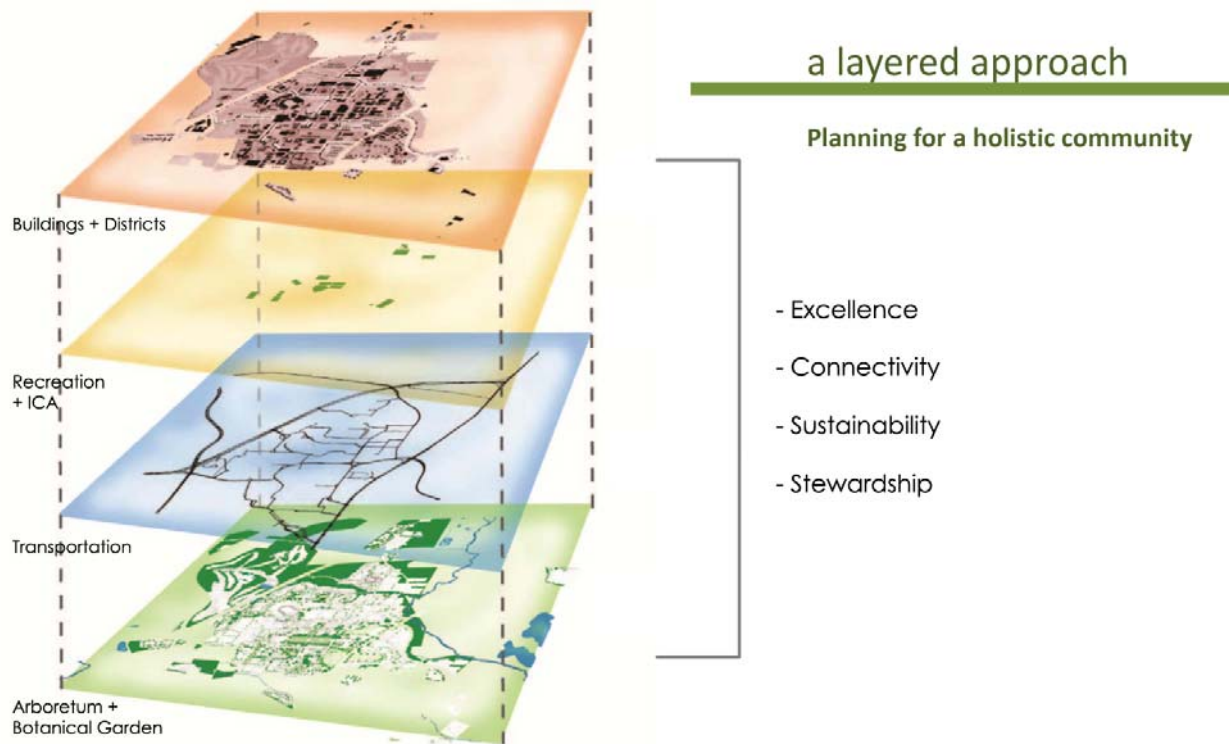 a layered approach
Planning for a holistic community
Buildings + Districts
Recreation
+ ICA
Transportation
Arboretum +
Botanical Garden
- Excellence
- Connectivity
- Sustainability
- Stewardship